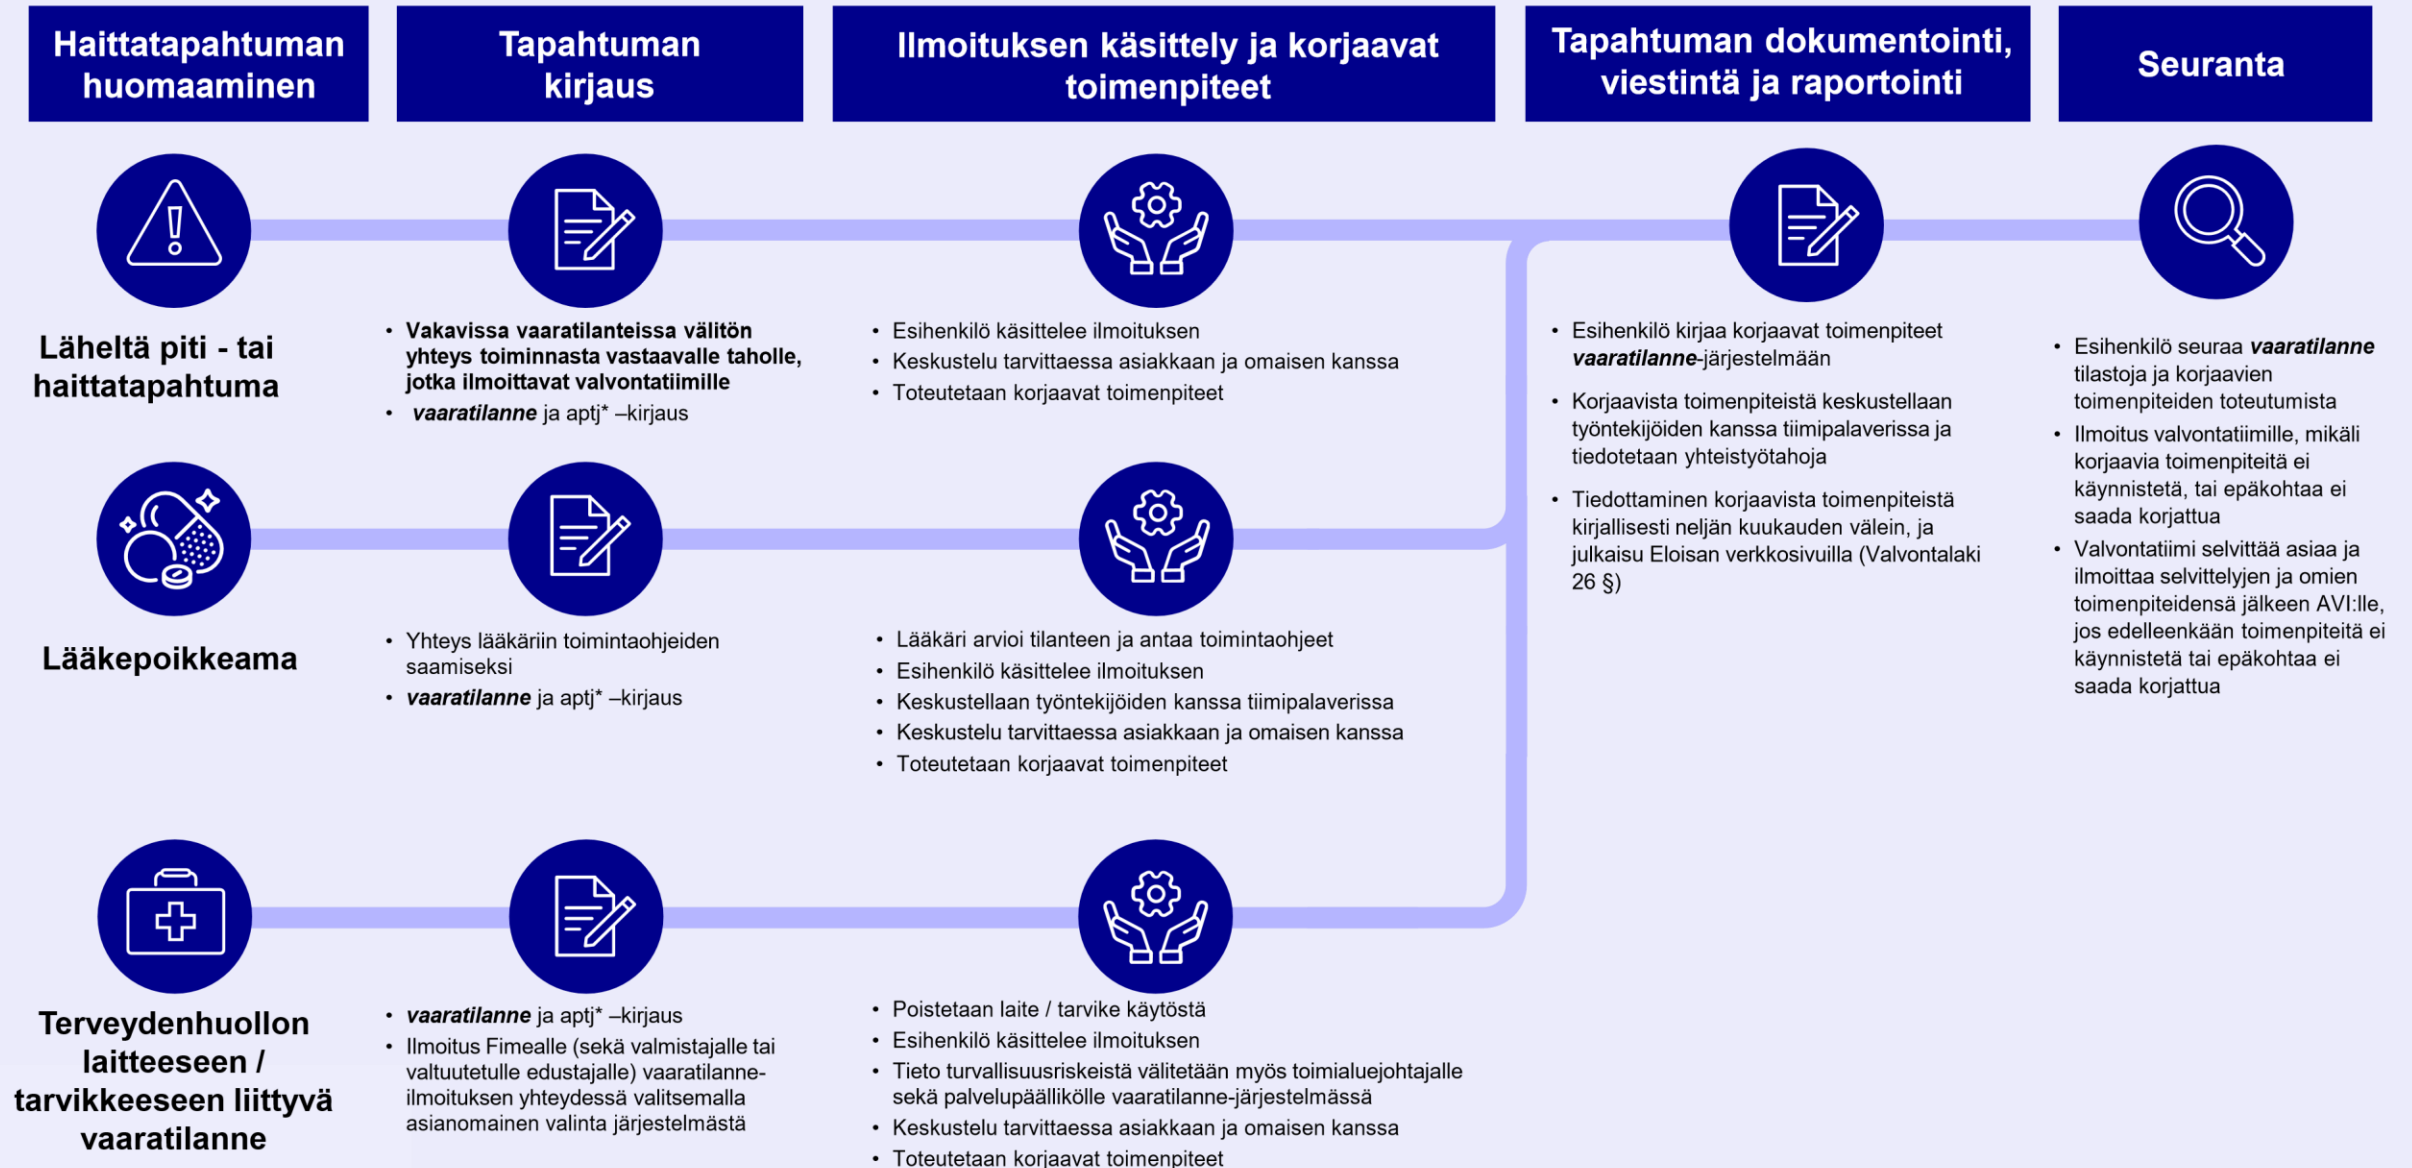 Haittatapahtuman
huomaaminen
Tapahtuman
kirjaus
Ilmoituksen käsittely ja korjaavat
toimenpiteet
Tapahtuman dokumentointi,
viestintä ja raportointi
Seuranta
Läheltä piti - tai
haittatapahtuma
• Vakavissa vaaratilanteissa välitön
yhteys toiminnasta vastaavalle taholle,
jotka ilmoittavat valvontatiimille
• vaaratilanne ja aptj* –kirjaus
• Esihenkilö käsittelee ilmoituksen
• Keskustelu tarvittaessa asiakkaan ja omaisen kanssa
• Toteutetaan korjaavat toimenpiteet
• Esihenkilö kirjaa korjaavat toimenpiteet
vaaratilanne-järjestelmään
• Korjaavista toimenpiteistä keskustellaan
työntekijöiden kanssa tiimipalaverissa ja
tiedotetaan yhteistyötahoja
• Tiedottaminen korjaavista toimenpiteistä
kirjallisesti neljän kuukauden välein, ja
julkaisu Eloisan verkkosivuilla (Valvontalaki
26 §)
• Esihenkilö seuraa vaaratilanne
tilastoja ja korjaavien
toimenpiteiden toteutumista
• Ilmoitus valvontatiimille, mikäli
korjaavia toimenpiteitä ei
käynnistetä, tai epäkohtaa ei
saada korjattua
• Valvontatiimi selvittää asiaa ja
ilmoittaa selvittelyjen ja omien
toimenpiteidensä jälkeen AVI:lle,
jos edelleenkään toimenpiteitä ei
käynnistetä tai epäkohtaa ei
saada korjattua
Lääkepoikkeama
• Yhteys lääkäriin toimintaohjeiden
saamiseksi
• vaaratilanne ja aptj* –kirjaus
• Lääkäri arvioi tilanteen ja antaa toimintaohjeet
• Esihenkilö käsittelee ilmoituksen
• Keskustellaan työntekijöiden kanssa tiimipalaverissa
• Keskustelu tarvittaessa asiakkaan ja omaisen kanssa
• Toteutetaan korjaavat toimenpiteet
Terveydenhuollon
laitteeseen /
tarvikkeeseen liittyvä
vaaratilanne
• vaaratilanne ja aptj* –kirjaus
• Ilmoitus Fimealle (sekä valmistajalle tai
valtuutetulle edustajalle) vaaratilanne-
ilmoituksen yhteydessä valitsemalla
asianomainen valinta järjestelmästä
• Poistetaan laite / tarvike käytöstä
• Esihenkilö käsittelee ilmoituksen
• Tieto turvallisuusriskeistä välitetään myös toimialuejohtajalle
sekä palvelupäällikölle vaaratilanne-järjestelmässä
• Keskustelu tarvittaessa asiakkaan ja omaisen kanssa
• Toteutetaan korjaavat toimenpiteet